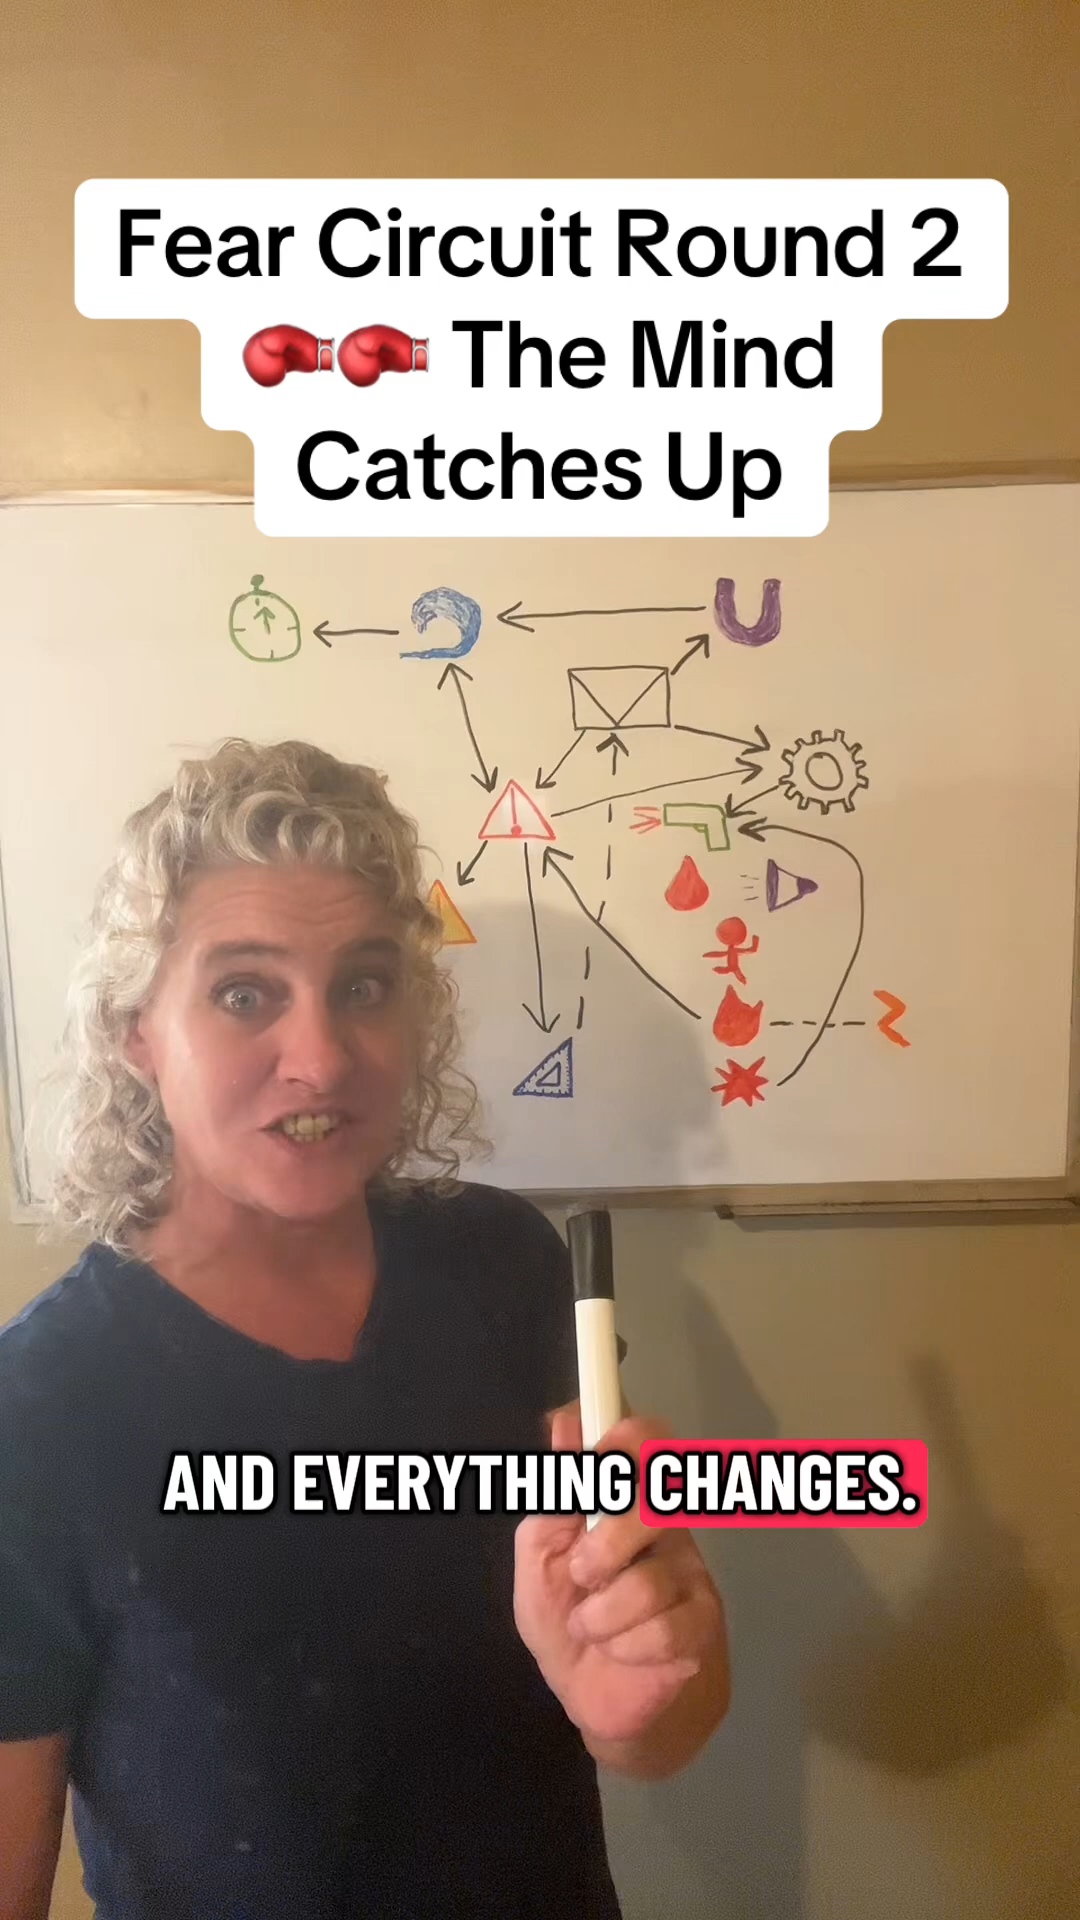 Fear Circuit Round 2
🥊🥊 The Mind
Catches Up
AND EVERYTHING CHANGES.